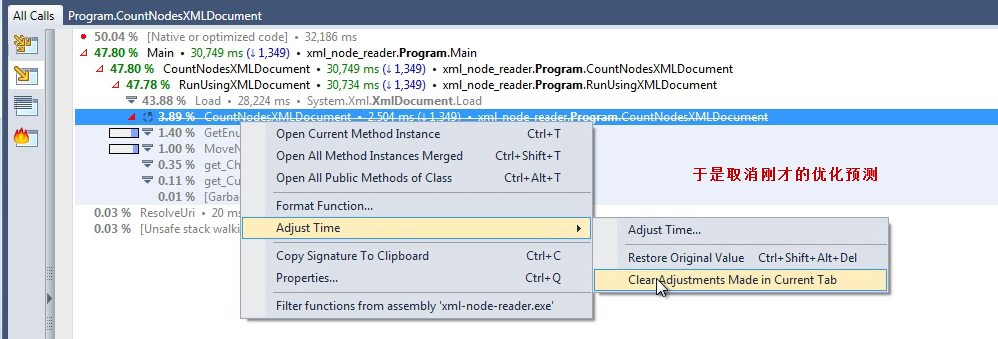 All Calls Program.CountNodesXMLDocument
50.04 % [Native or optimized code] • 32,186 ms
47.80 % Main • 30,749 ms (↓1,349) • xml_node_reader.Program.Main
47.80 % CountNodesXMLDocument • 30,749 ms (↓1,349) • xml_node_reader.Program.CountNodesXMLDocument
47.78 % RunUsingXMLDocument • 30,734 ms (↓1,349) • xml_node_reader.Program.RunUsingXMLDocument
43.88 % Load • 28,224 ms • System.Xml.XmlDocument.Load
3.89 % CountNodesXMLDocument • 2,504 ms (↓1,349) • xml_node_reader.Program.CountNodesXMLDocument
1.40 %
1.00 %
0.35 %
0.11 %
0.01 %
0.03 % ResolveUri • 20 ms
0.03 % [Unsafe stack
Open Current Method Instance Ctrl+T
Open All Method Instances Merged Ctrl+Shift+T
Open All Public Methods of Class Ctrl+Alt+T
Format Function...
Adjust Time
Copy Signature To Clipboard Ctrl+C
Properties... Ctrl+Q
Filter functions from assembly 'xml-node-reader.exe'
于是取消刚才的优化预测
Adjust Time...
Restore Original Value Ctrl+Shift+Alt+Del
Clear Adjustments Made in Current Tab